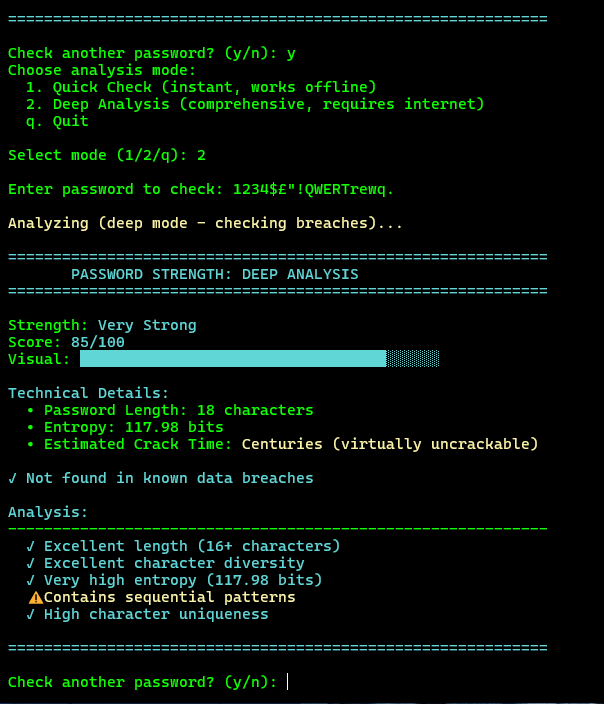 ============================================================
Check another password? (y/n): y
Choose analysis mode:
1. Quick Check (instant, works offline)
2. Deep Analysis (comprehensive, requires internet)
q. Quit
Select mode (1/2/q): 2
Enter password to check: 1234$£"!QWERTrewq.
Analyzing (deep mode – checking breaches)...
============================================================
PASSWORD STRENGTH: DEEP ANALYSIS
============================================================
Strength: Very Strong
Score: 85/100
Visual: ██████████████████████████████████░░░░░░
Technical Details:
• Password Length: 18 characters
• Entropy: 117.98 bits
• Estimated Crack Time: Centuries (virtually uncrackable)
✓ Not found in known data breaches
Analysis:
------------------------------------------------------------
✓ Excellent length (16+ characters)
✓ Excellent character diversity
✓ Very high entropy (117.98 bits)
⚠Contains sequential patterns
✓ High character uniqueness
============================================================
Check another password? (y/n):